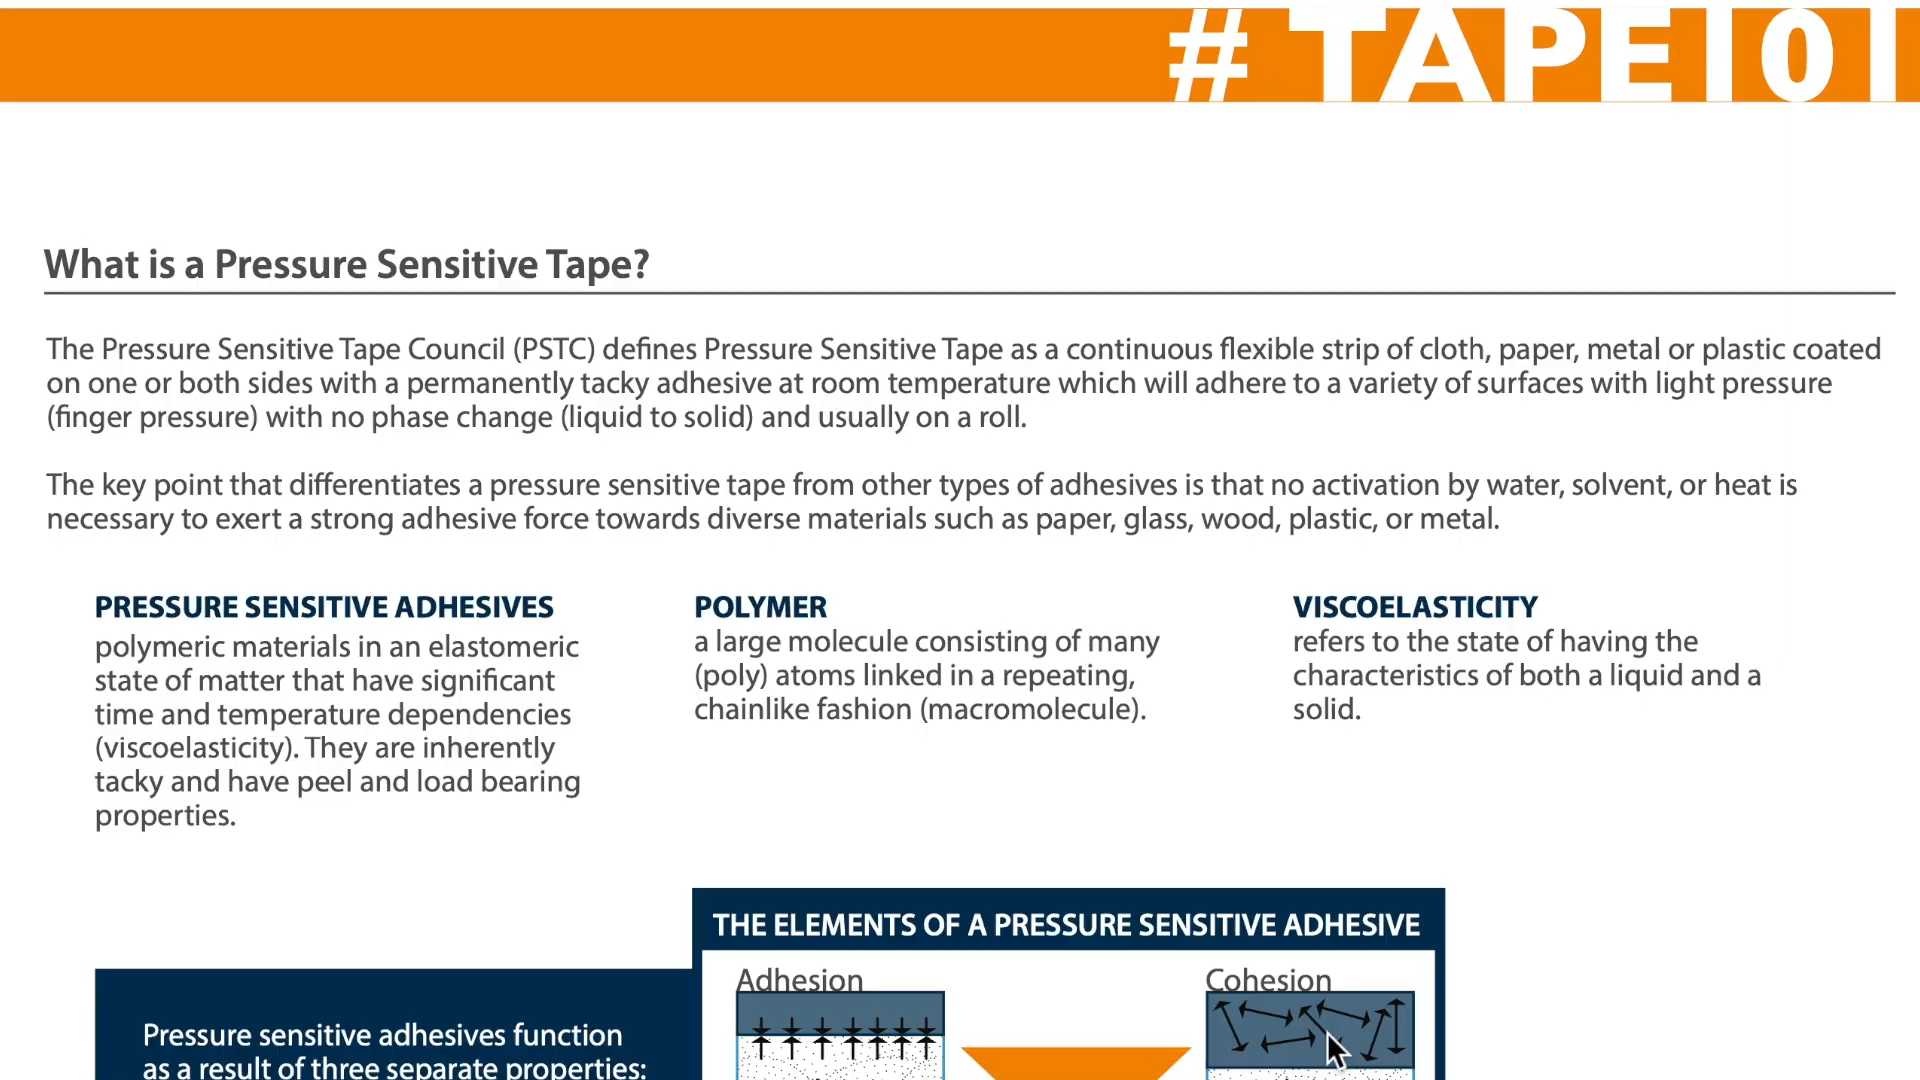 # TAPE101
What is a Pressure Sensitive Tape?
The Pressure Sensitive Tape Council (PSTC) defines Pressure Sensitive Tape as a continuous flexible strip of cloth, paper, metal or plastic coated
on one or both sides with a permanently tacky adhesive at room temperature which will adhere to a variety of surfaces with light pressure
(finger pressure) with no phase change (liquid to solid) and usually on a roll.
The key point that differentiates a pressure sensitive tape from other types of adhesives is that no activation by water, solvent, or heat is
necessary to exert a strong adhesive force towards diverse materials such as paper, glass, wood, plastic, or metal.
PRESSURE SENSITIVE ADHESIVES
polymeric materials in an elastomeric
state of matter that have significant
time and temperature dependencies
(viscoelasticity). They are inherently
tacky and have peel and load bearing
properties.
POLYMER
a large molecule consisting of many
(poly) atoms linked in a repeating,
chainlike fashion (macromolecule).
VISCOELASTICITY
refers to the state of having the
characteristics of both a liquid and a
solid.
THE ELEMENTS OF A PRESSURE SENSITIVE ADHESIVE
Adhesion
Cohesion
Pressure sensitive adhesives function
as a result of three separate properties: